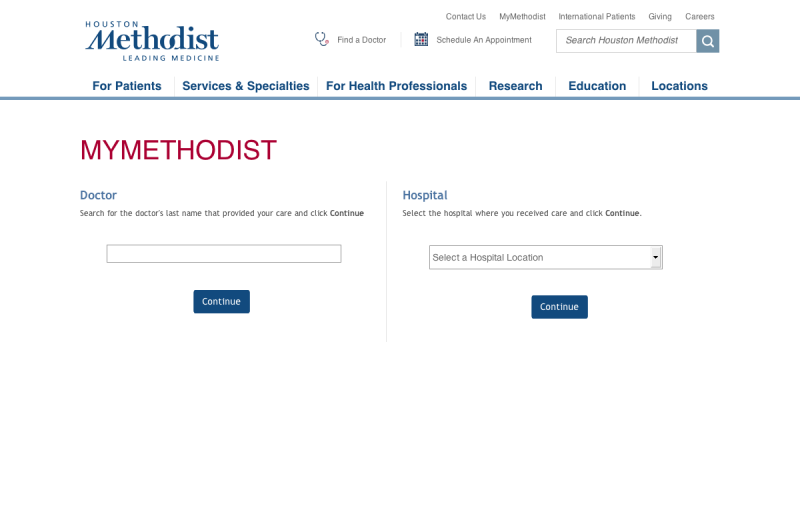 Contact Us MyMethodist International Patients Giving Careers
HOUSTON
Methodist
LEADING MEDICINE
Find a Doctor Schedule An Appointment Search Houston Methodist
For Patients Services & Specialties For Health Professionals Research Education Locations
MYMETHODIST
Doctor
Search for the doctor's last name that provided your care and click Continue
Continue
Hospital
Select the hospital where you received care and click Continue.
Select a Hospital Location
Continue